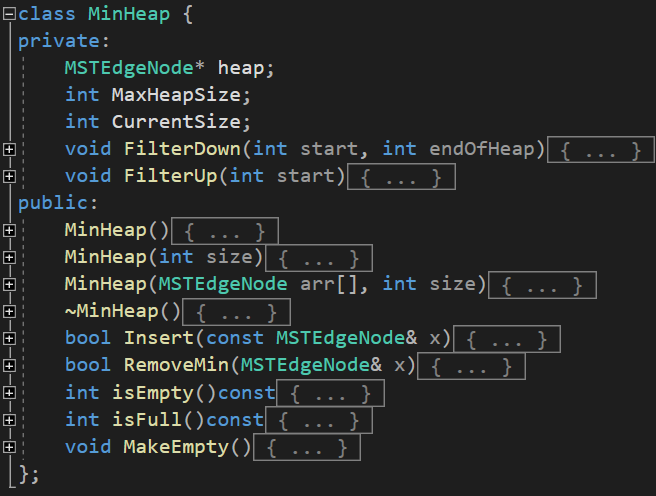 class MinHeap {
private:
    MSTEdgeNode* heap;
    int MaxHeapSize;
    int CurrentSize;
    void FilterDown(int start, int endOfHeap){ ... }
    void FilterUp(int start){ ... }
public:
    MinHeap(){ ... }
    MinHeap(int size){ ... }
    MinHeap(MSTEdgeNode arr[], int size){ ... }
    ~MinHeap(){ ... }
    bool Insert(const MSTEdgeNode& x){ ... }
    bool RemoveMin(MSTEdgeNode& x){ ... }
    int isEmpty()const{ ... }
    int isFull()const{ ... }
    void MakeEmpty(){ ... }
};